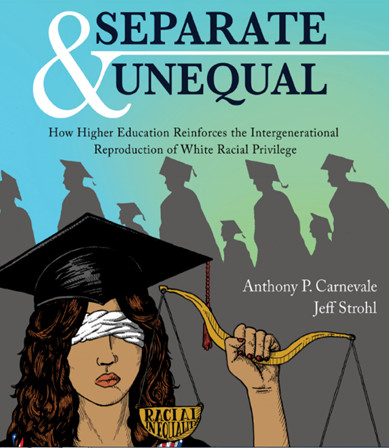 SEPARATE
& UNEQUAL
How Higher Education Reinforces the Intergenerational
Reproduction of White Racial Privilege
Anthony P. Carnevale
Jeff Strohl
RACIAL
INEQUALITY